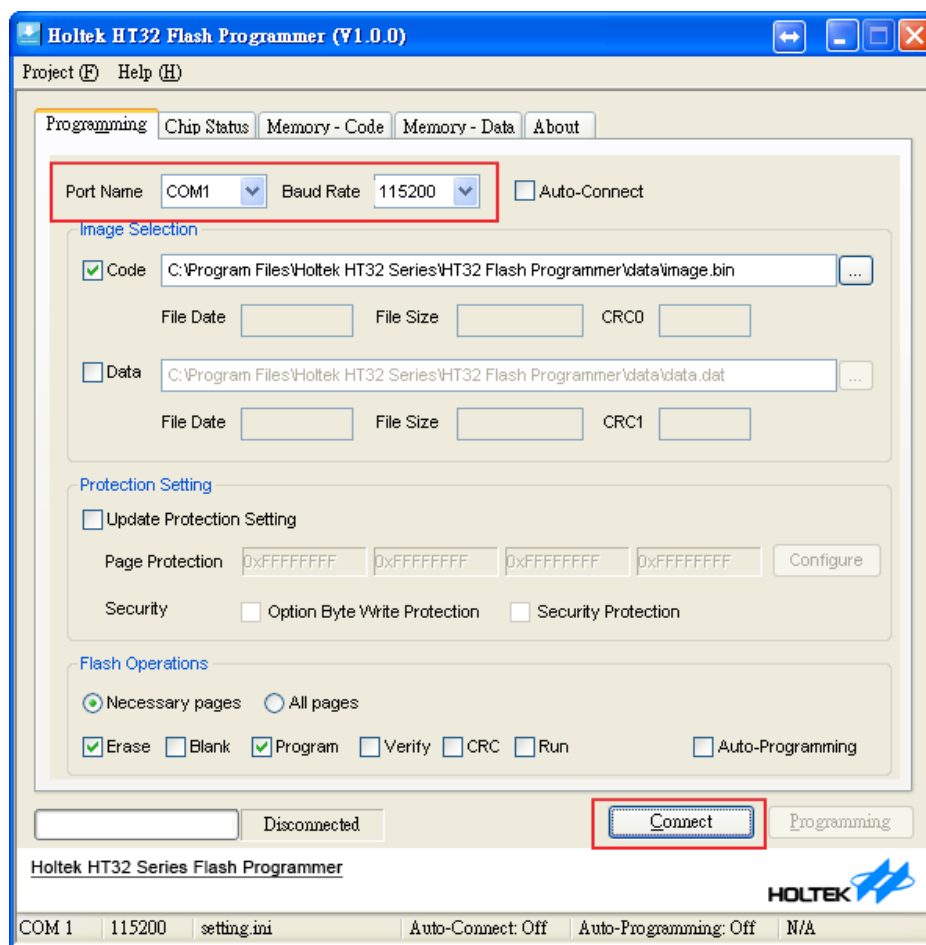 Holtek HT32 Flash Programmer (V1.0.0)
Project (F) Help (H)
Programming Chip Status Memory - Code Memory - Data About
Port Name COM1 Baud Rate 115200 Auto-Connect
Image Selection
Code C:\Program Files\Holtek HT32 Series\HT32 Flash Programmer\data\image.bin ...
File Date File Size CRC0
Data C:\Program Files\Holtek HT32 Series\HT32 Flash Programmer\data\data.dat ...
File Date File Size CRC1
Protection Setting
Update Protection Setting
Page Protection 0xFFFFFFFF 0xFFFFFFFF 0xFFFFFFFF 0xFFFFFFFF Configure
Security Option Byte Write Protection Security Protection
Flash Operations
Necessary pages All pages
Erase Blank Program Verify CRC Run Auto-Programming
Disconnected Connect Programming
Holtek HT32 Series Flash Programmer
HOLTEK
COM 1 115200 setting.ini Auto-Connect: Off Auto-Programming: Off N/A